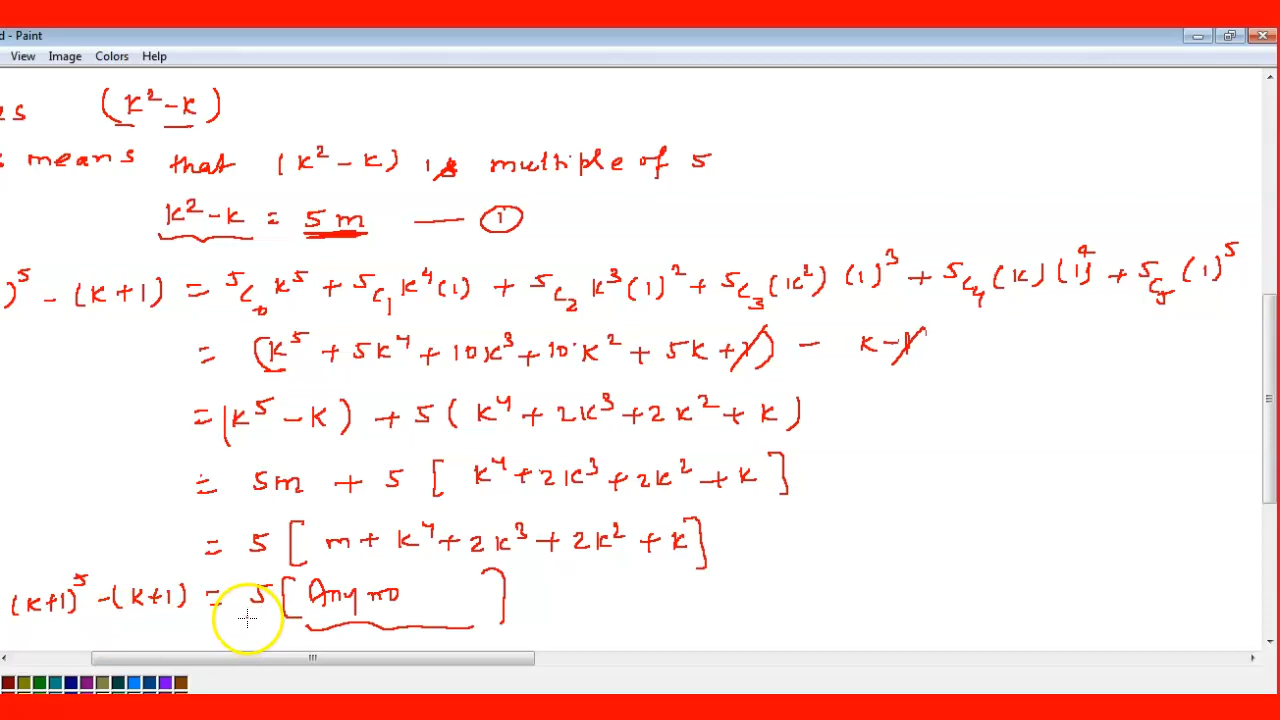 d - Paint
View Image Colors Help
es (k² - k)
s means that (k² - k) is multiple of 5
k² - k = 5m — ①
)⁵ - (k+1) = ⁵C₀ k⁵ + ⁵C₁ k⁴(1) + ⁵C₂ k³(1)² + ⁵C₃ (k²) (1)³ + ⁵C₄ (k) (1)⁴ + ⁵C₅ (1)⁵
= (k⁵ + 5k⁴ + 10k³ + 10·k² + 5k + 1) - k - 1
= (k⁵ - k) + 5 (k⁴ + 2k³ + 2k² + k)
= 5m + 5 [k⁴ + 2k³ + 2k² + k]
= 5 [m + k⁴ + 2k³ + 2k² + k]
(k+1)⁵ - (k+1) = 5 [Any no ]